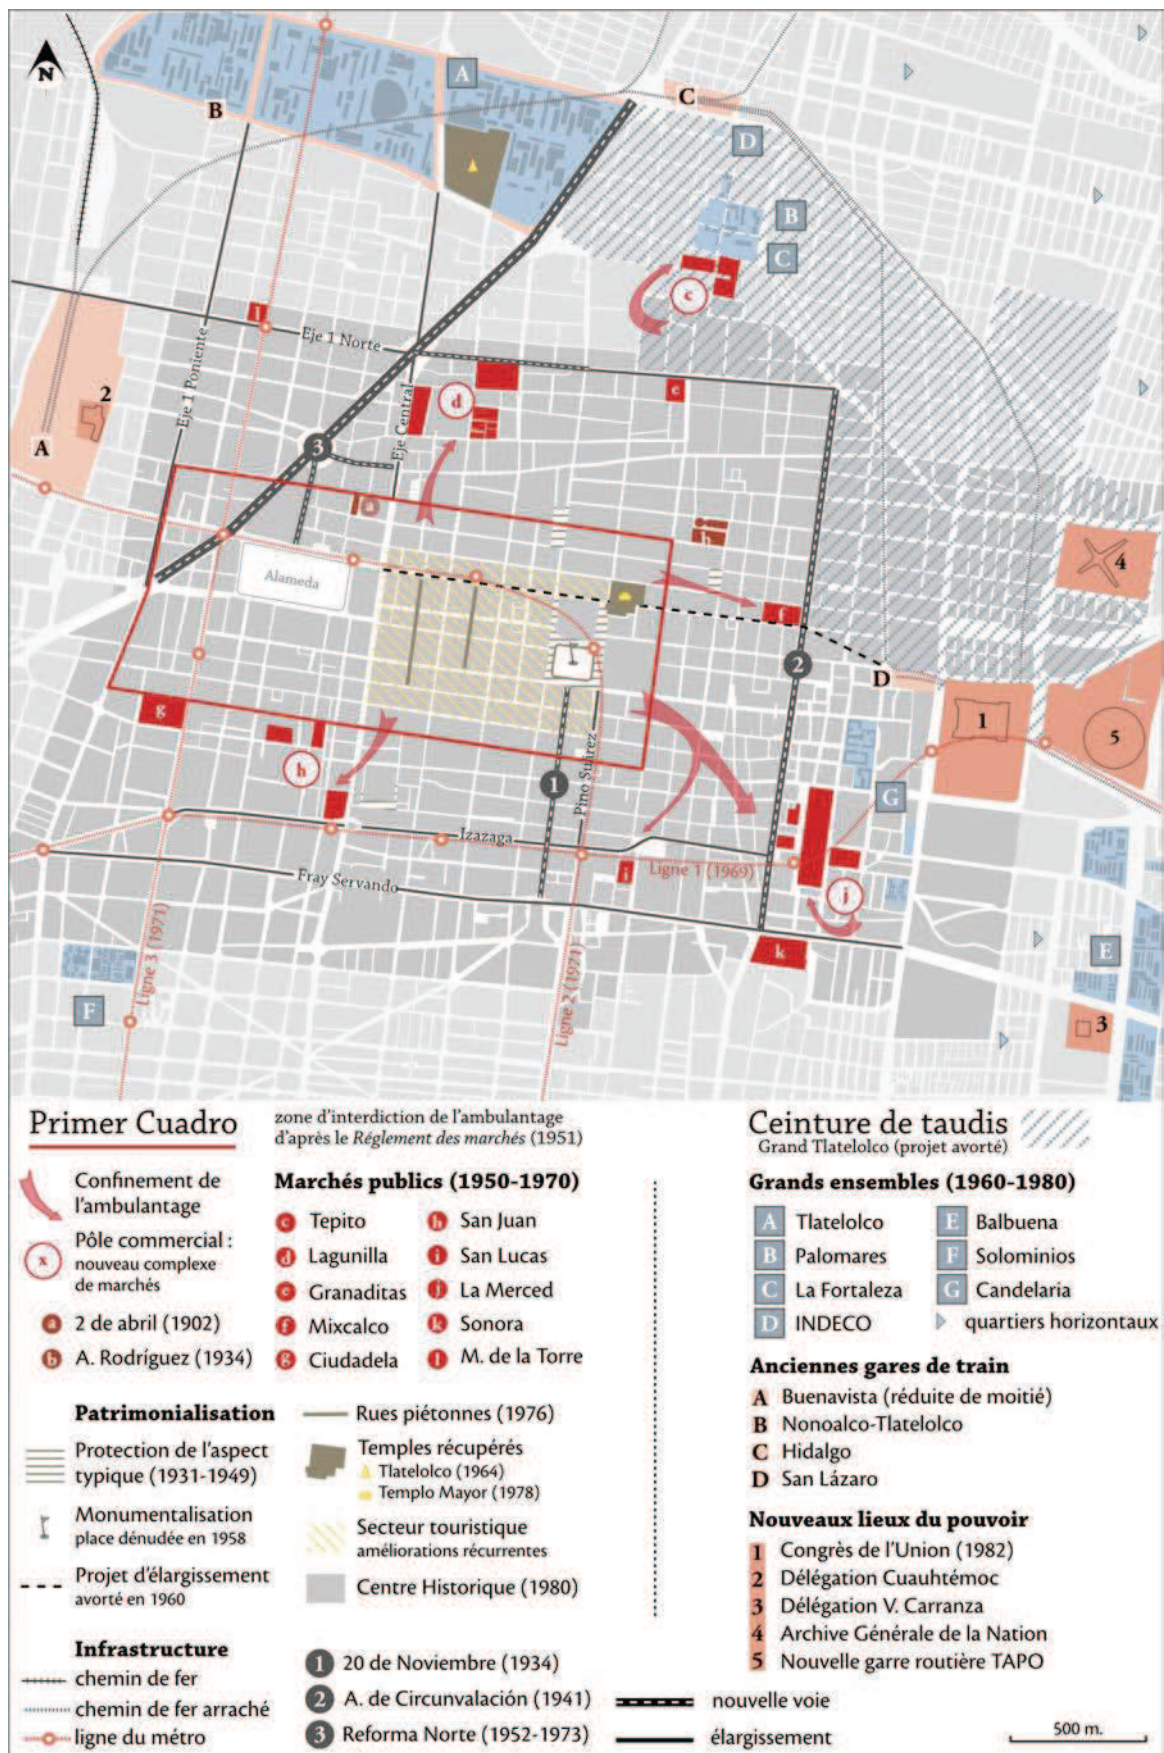 N
A
B
C
D
B
C
c
l
Eje 1 Norte
Eje 1 Poniente
Eje Central
2
A
d
e
3
a
b
4
Alameda
f
2
D
1
5
g
h
1
Pino Suárez
G
Izazaga
Ligne 1 (1969)
i
j
Fray Servando
k
Ligne 3 (1971)
Ligne 2 (1971)
E
F
3
Primer Cuadro
zone d'interdiction de l'ambulantage
d'après le Réglement des marchés (1951)
Confinement de
l'ambulantage
x
Pôle commercial :
nouveau complexe
de marchés
a 2 de abril (1902)
b A. Rodríguez (1934)
Marchés publics (1950-1970)
c Tepito
d Lagunilla
e Granaditas
f Mixcalco
g Ciudadela
h San Juan
i San Lucas
j La Merced
k Sonora
l M. de la Torre
Patrimonialisation
Protection de l'aspect
typique (1931-1949)
Monumentalisation
place dénudée en 1958
Projet d'élargissement
avorté en 1960
Rues piétonnes (1976)
Temples récupérés
Tlatelolco (1964)
Templo Mayor (1978)
Secteur touristique
améliorations récurrentes
Centre Historique (1980)
Infrastructure
chemin de fer
chemin de fer arraché
ligne du métro
1 20 de Noviembre (1934)
2 A. de Circunvalación (1941)
3 Reforma Norte (1952-1973)
nouvelle voie
élargissement
Ceinture de taudis
Grand Tlatelolco (projet avorté)
Grands ensembles (1960-1980)
A Tlatelolco
B Palomares
C La Fortaleza
D INDECO
E Balbuena
F Solominios
G Candelaria
quartiers horizontaux
Anciennes gares de train
A Buenavista (réduite de moitié)
B Nonoalco-Tlatelolco
C Hidalgo
D San Lázaro
Nouveaux lieux du pouvoir
1 Congrès de l'Union (1982)
2 Délégation Cuauhtémoc
3 Délégation V. Carranza
4 Archive Générale de la Nation
5 Nouvelle garre routière TAPO
500 m.